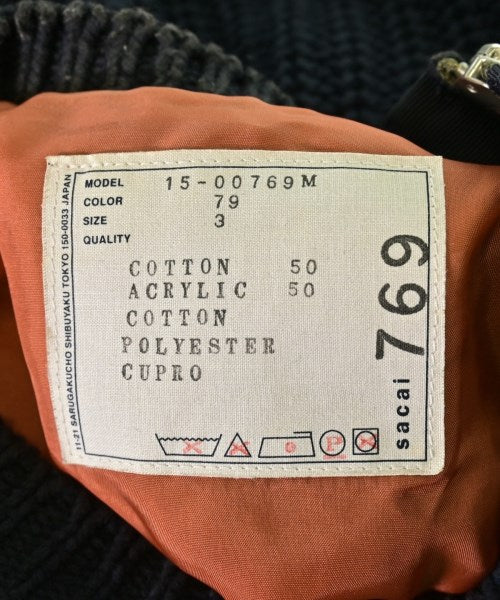 MODEL 15-00769M
COLOR 79
SIZE 3
QUALITY
COTTON 50
ACRYLIC 50
COTTON
POLYESTER
CUPRO
P
sacai 769
11-21 SARUGAKUCHO SHIBUYAKU TOKYO 150-0033 JAPAN